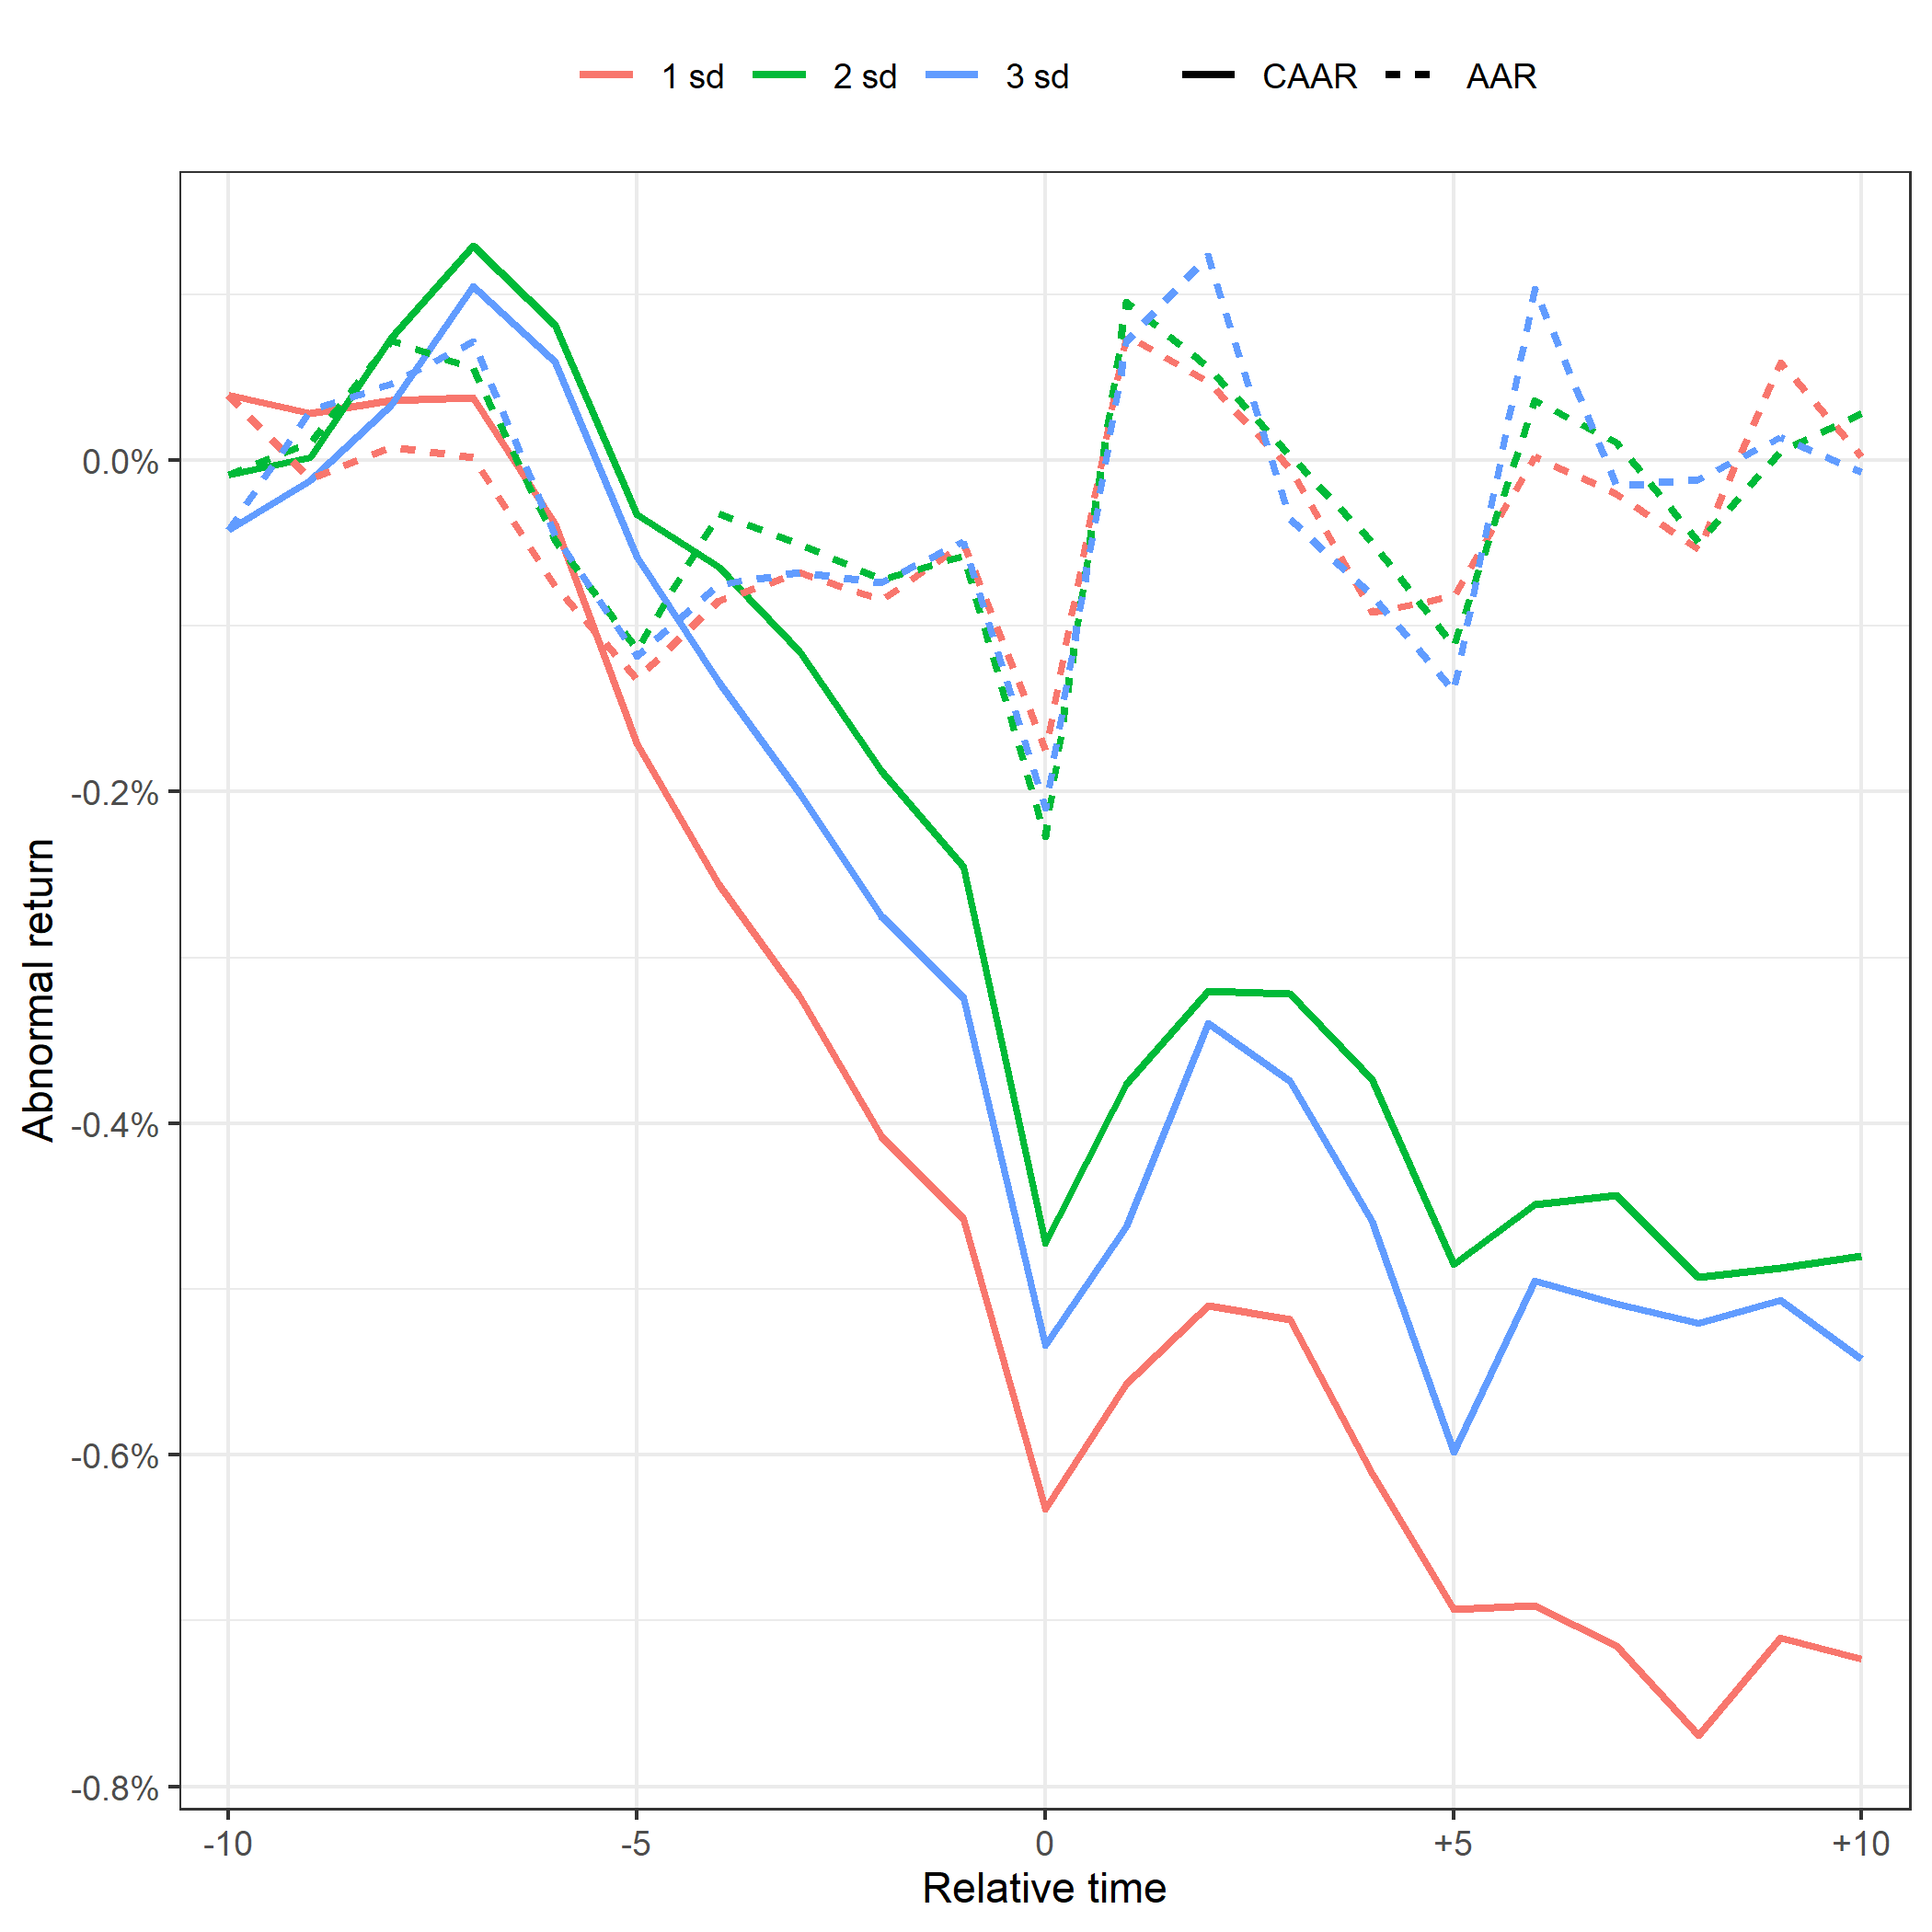 1 sd 2 sd 3 sd CAAR AAR
Abnormal return
0.0%
-0.2%
-0.4%
-0.6%
-0.8%
-10 -5 0 +5 +10
Relative time